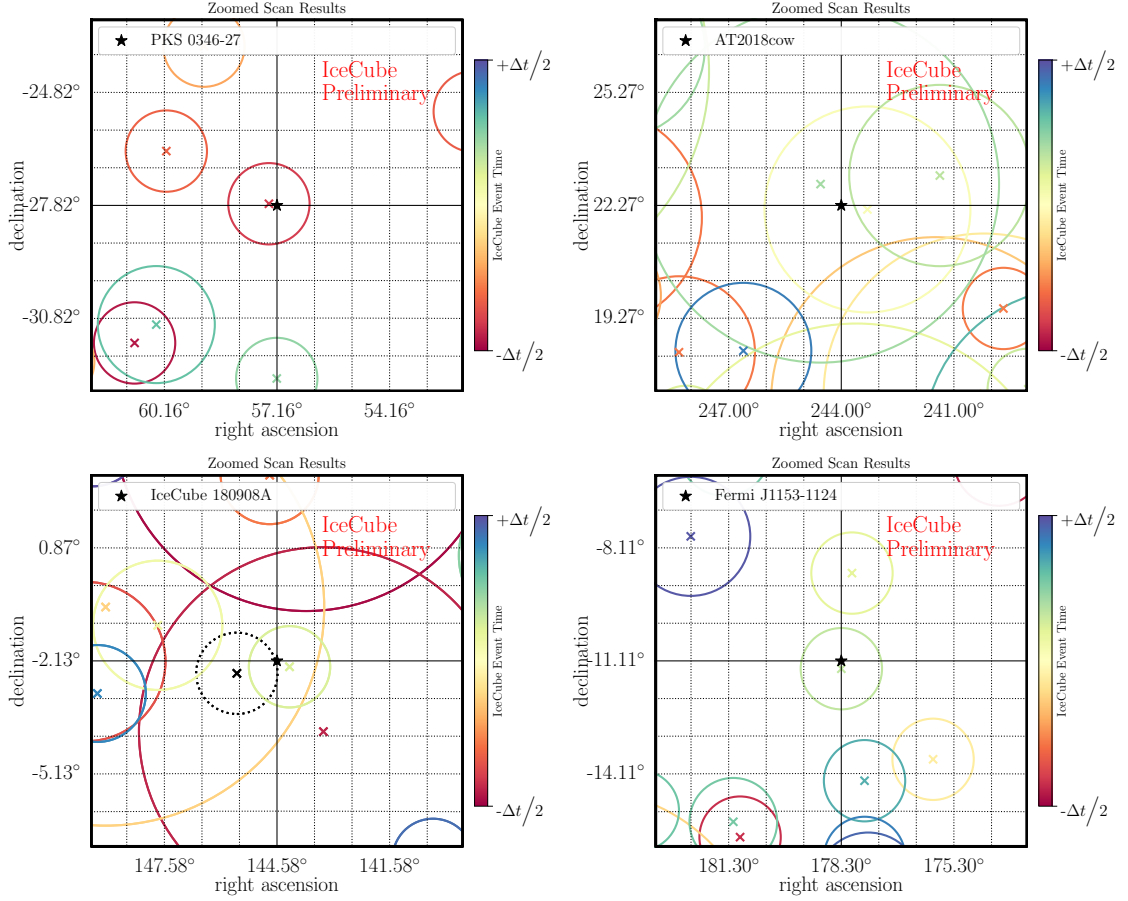 Zoomed Scan Results
PKS 0346-27
IceCube
Preliminary
-24.82°
-27.82°
-30.82°
declination
60.16°
57.16°
54.16°
right ascension
+Δt/2
IceCube Event Time
-Δt/2
Zoomed Scan Results
AT2018cow
IceCube
Preliminary
25.27°
22.27°
19.27°
declination
247.00°
244.00°
241.00°
right ascension
+Δt/2
IceCube Event Time
-Δt/2
Zoomed Scan Results
IceCube 180908A
IceCube
Preliminary
0.87°
-2.13°
-5.13°
declination
147.58°
144.58°
141.58°
right ascension
+Δt/2
IceCube Event Time
-Δt/2
Zoomed Scan Results
Fermi J1153-1124
IceCube
Preliminary
-8.11°
-11.11°
-14.11°
declination
181.30°
178.30°
175.30°
right ascension
+Δt/2
IceCube Event Time
-Δt/2